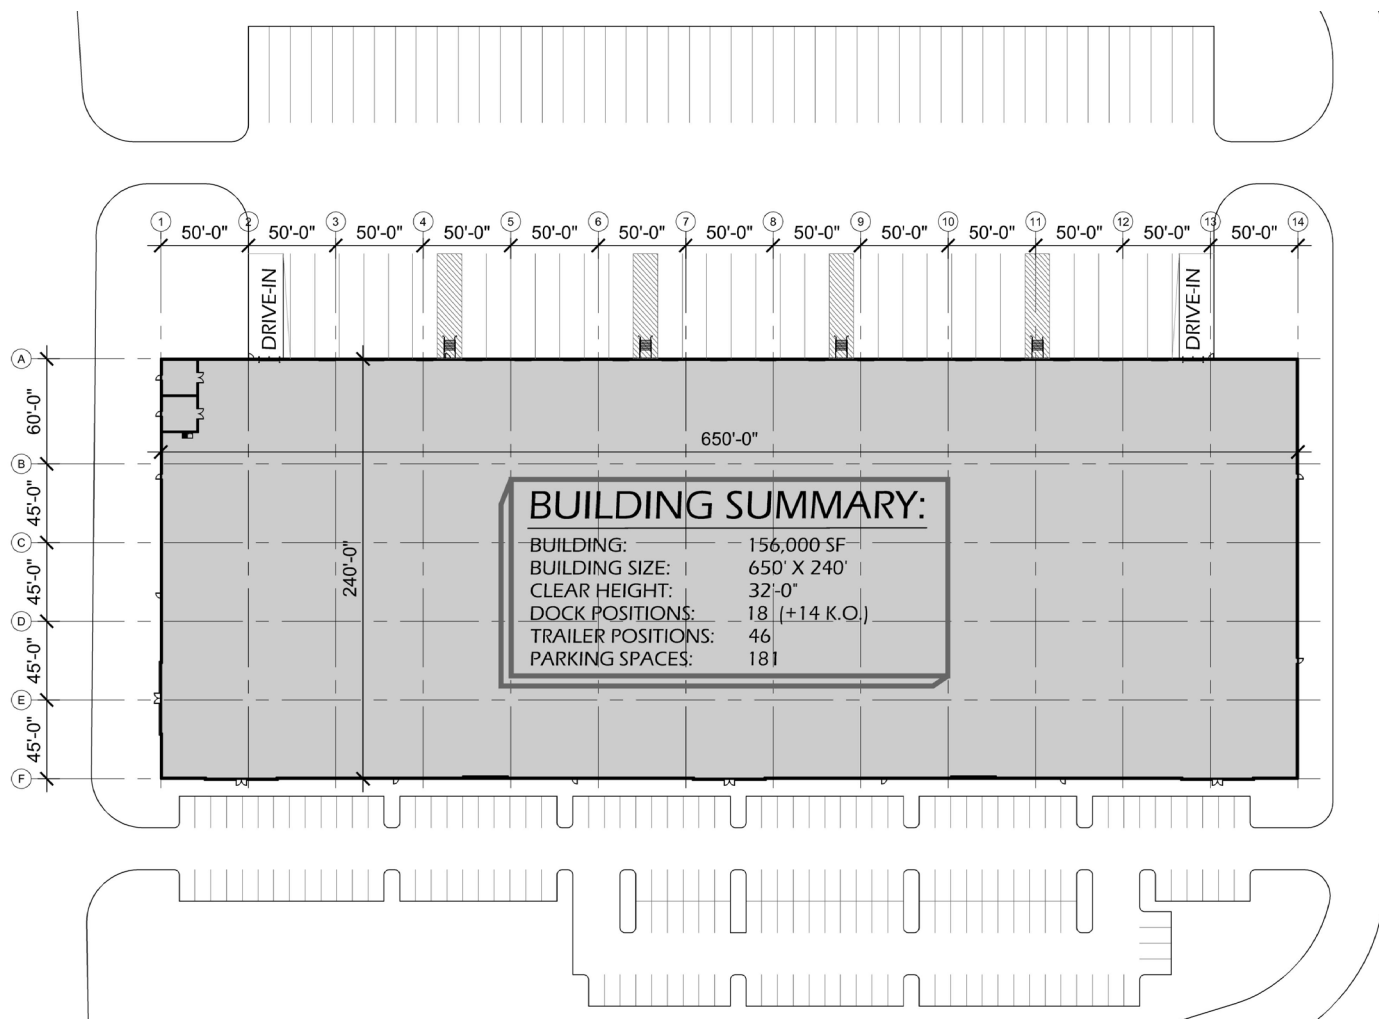 1 2 3 4 5 6 7 8 9 10 11 12 13 14
50'-0" 50'-0" 50'-0" 50'-0" 50'-0" 50'-0" 50'-0" 50'-0" 50'-0" 50'-0" 50'-0" 50'-0" 50'-0"
DRIVE-IN
DRIVE-IN
A
60'-0"
B
45'-0"
C
45'-0"
D
45'-0"
E
45'-0"
F
650'-0"
240'-0"
BUILDING SUMMARY:
BUILDING: 156,000 SF
BUILDING SIZE: 650' X 240'
CLEAR HEIGHT: 32'-0"
DOCK POSITIONS: 18 (+14 K.O.)
TRAILER POSITIONS: 46
PARKING SPACES: 181